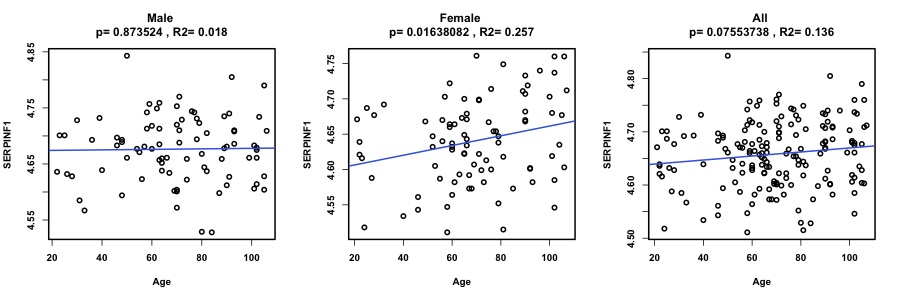 Male
p= 0.873524 , R2= 0.018
SERPINF1
4.85
4.75
4.65
4.55
20 40 60 80 100
Age
Female
p= 0.01638082 , R2= 0.257
SERPINF1
4.75
4.70
4.65
4.60
4.55
20 40 60 80 100
Age
All
p= 0.07553738 , R2= 0.136
SERPINF1
4.80
4.70
4.60
4.50
20 40 60 80 100
Age